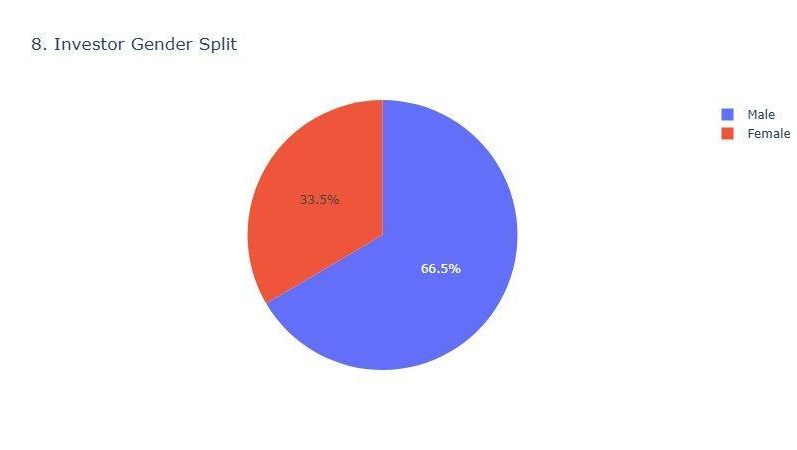 8. Investor Gender Split
Male
Female
33.5%
66.5%